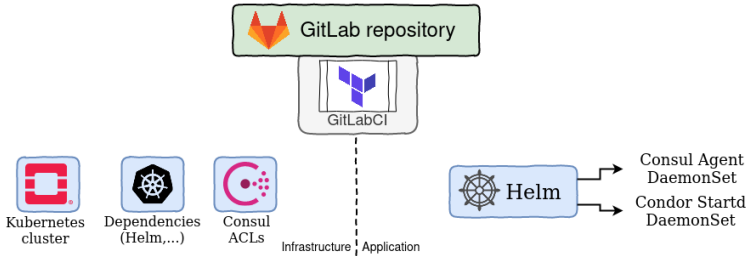 GitLab repository
GitLabCI
Kubernetes
cluster
Dependencies
(Helm,...)
Consul
ACLs
Infrastructure
Application
Helm
Consul Agent
DaemonSet
Condor Startd
DaemonSet